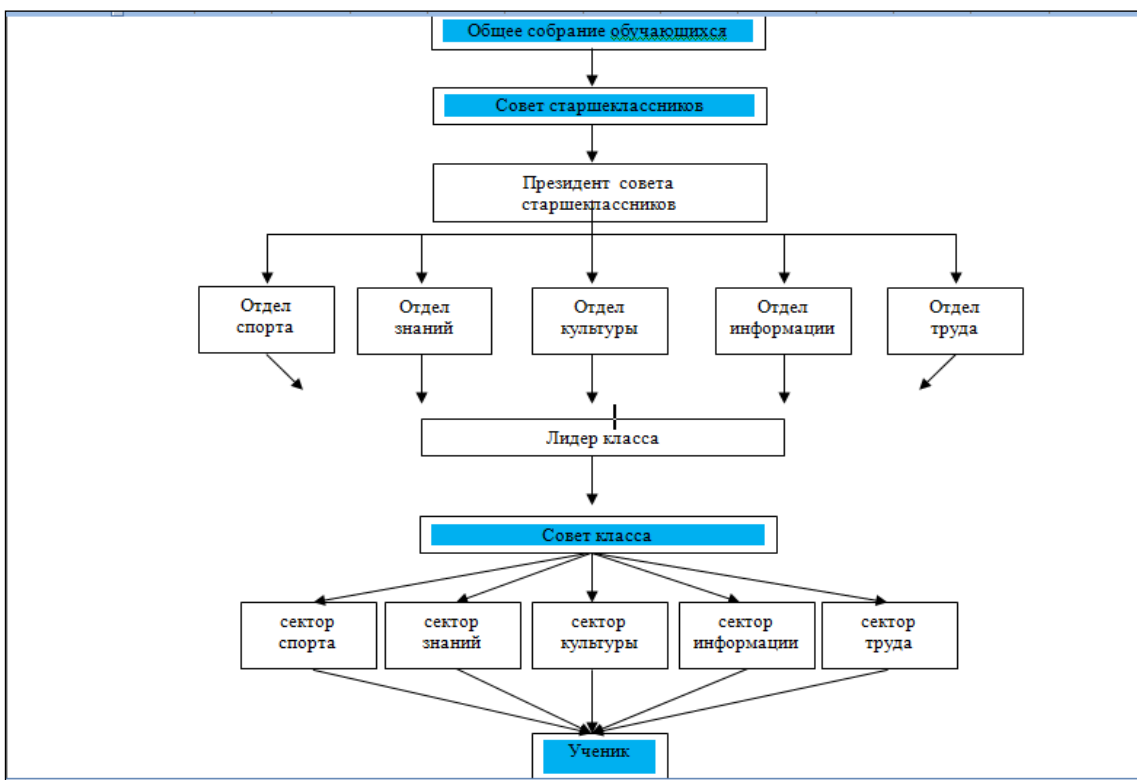 Общее собрание обучающихся
Совет старшеклассников
Президент совета
старшеклассников
Отдел
спорта
Отдел
знаний
Отдел
культуры
Отдел
информации
Отдел
труда
Лидер класса
Совет класса
сектор
спорта
сектор
знаний
сектор
культуры
сектор
информации
сектор
труда
Ученик